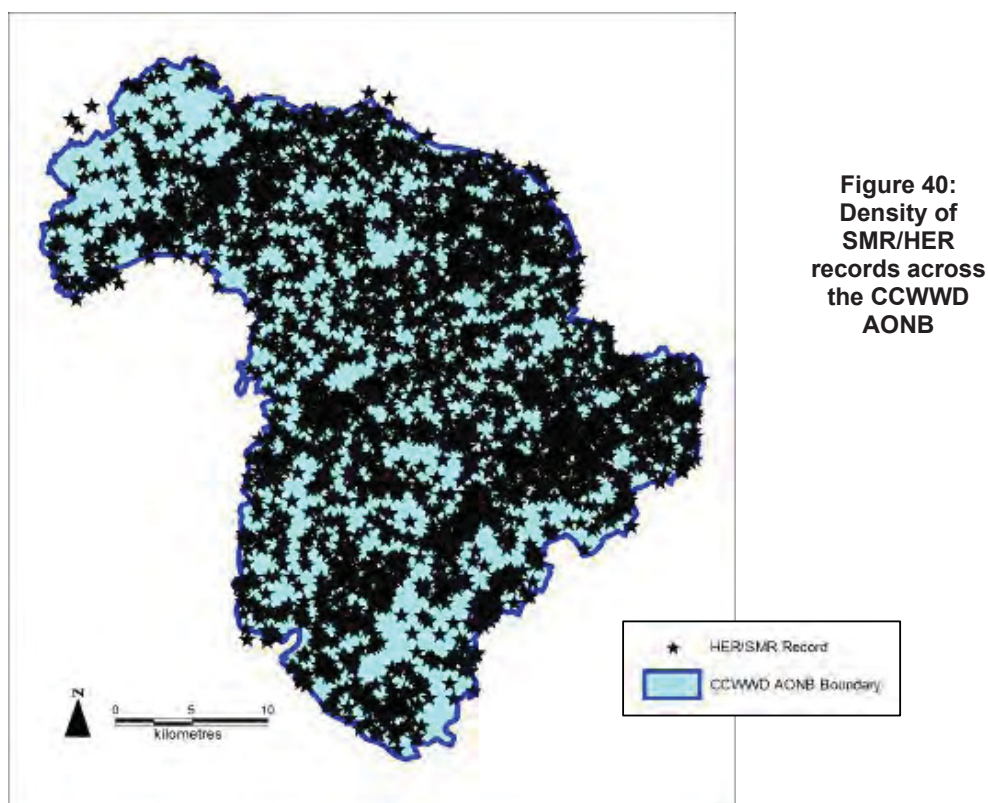 Figure 40:
Density of
SMR/HER
records across
the CCWWD
AONB
HER/SMR Record
CCWWD AONB Boundary
N
0 5 10
kilometres